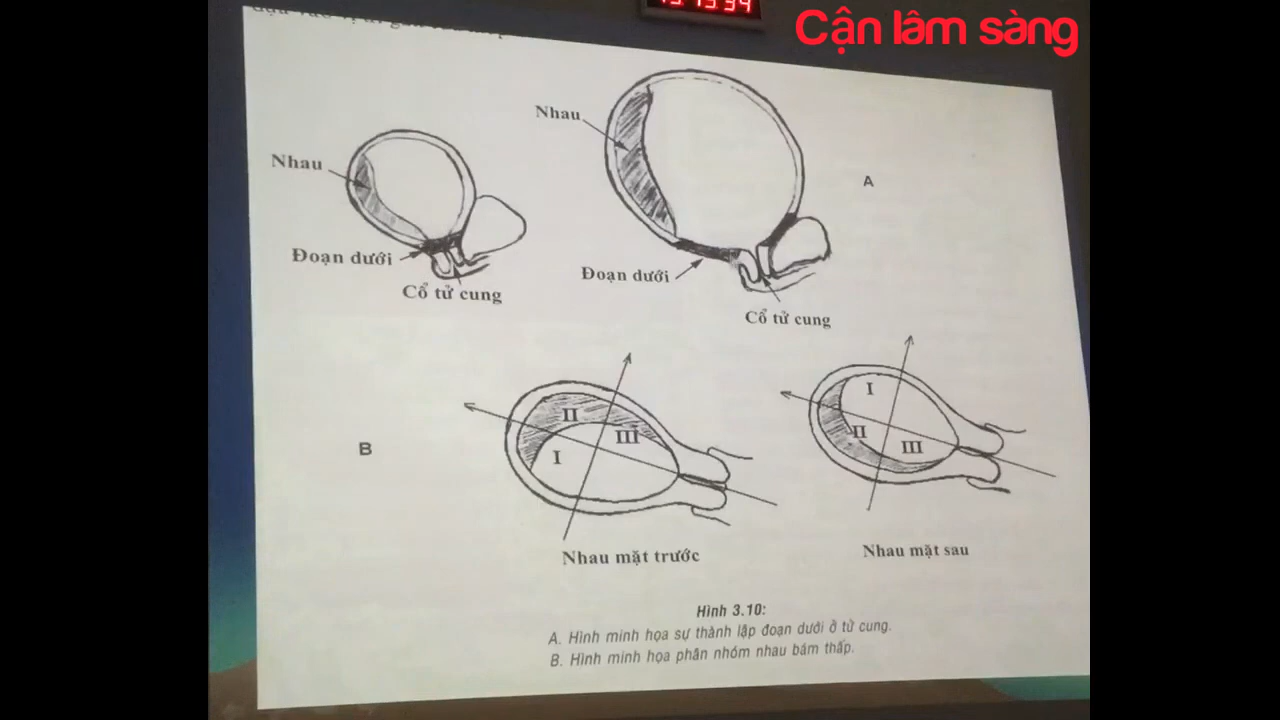 Cận lâm sàng
Nhau
Nhau
A
Đoạn dưới
Đoạn dưới
Cổ tử cung
Cổ tử cung
I
II
III
I
II
III
B
Nhau mặt trước
Nhau mặt sau
Hình 3.10:
A. Hình minh họa sự thành lập đoạn dưới ở tử cung.
B. Hình minh họa phân nhóm nhau bám thấp.